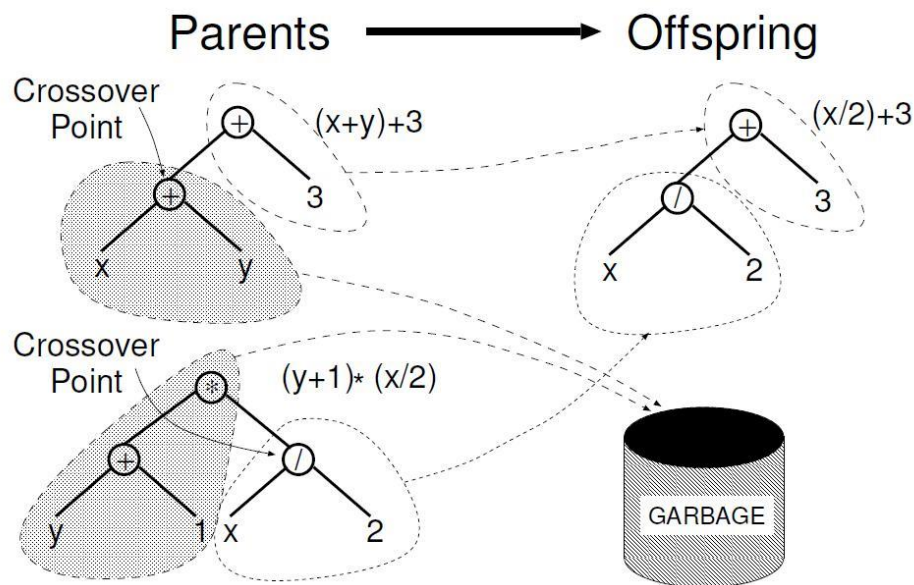 Parents
Offspring
Crossover
Point
+
(x+y)+3
+
3
x
y
+
(x/2)+3
/
3
x
2
Crossover
Point
*
(y+1)* (x/2)
+
/
y
1
x
2
GARBAGE